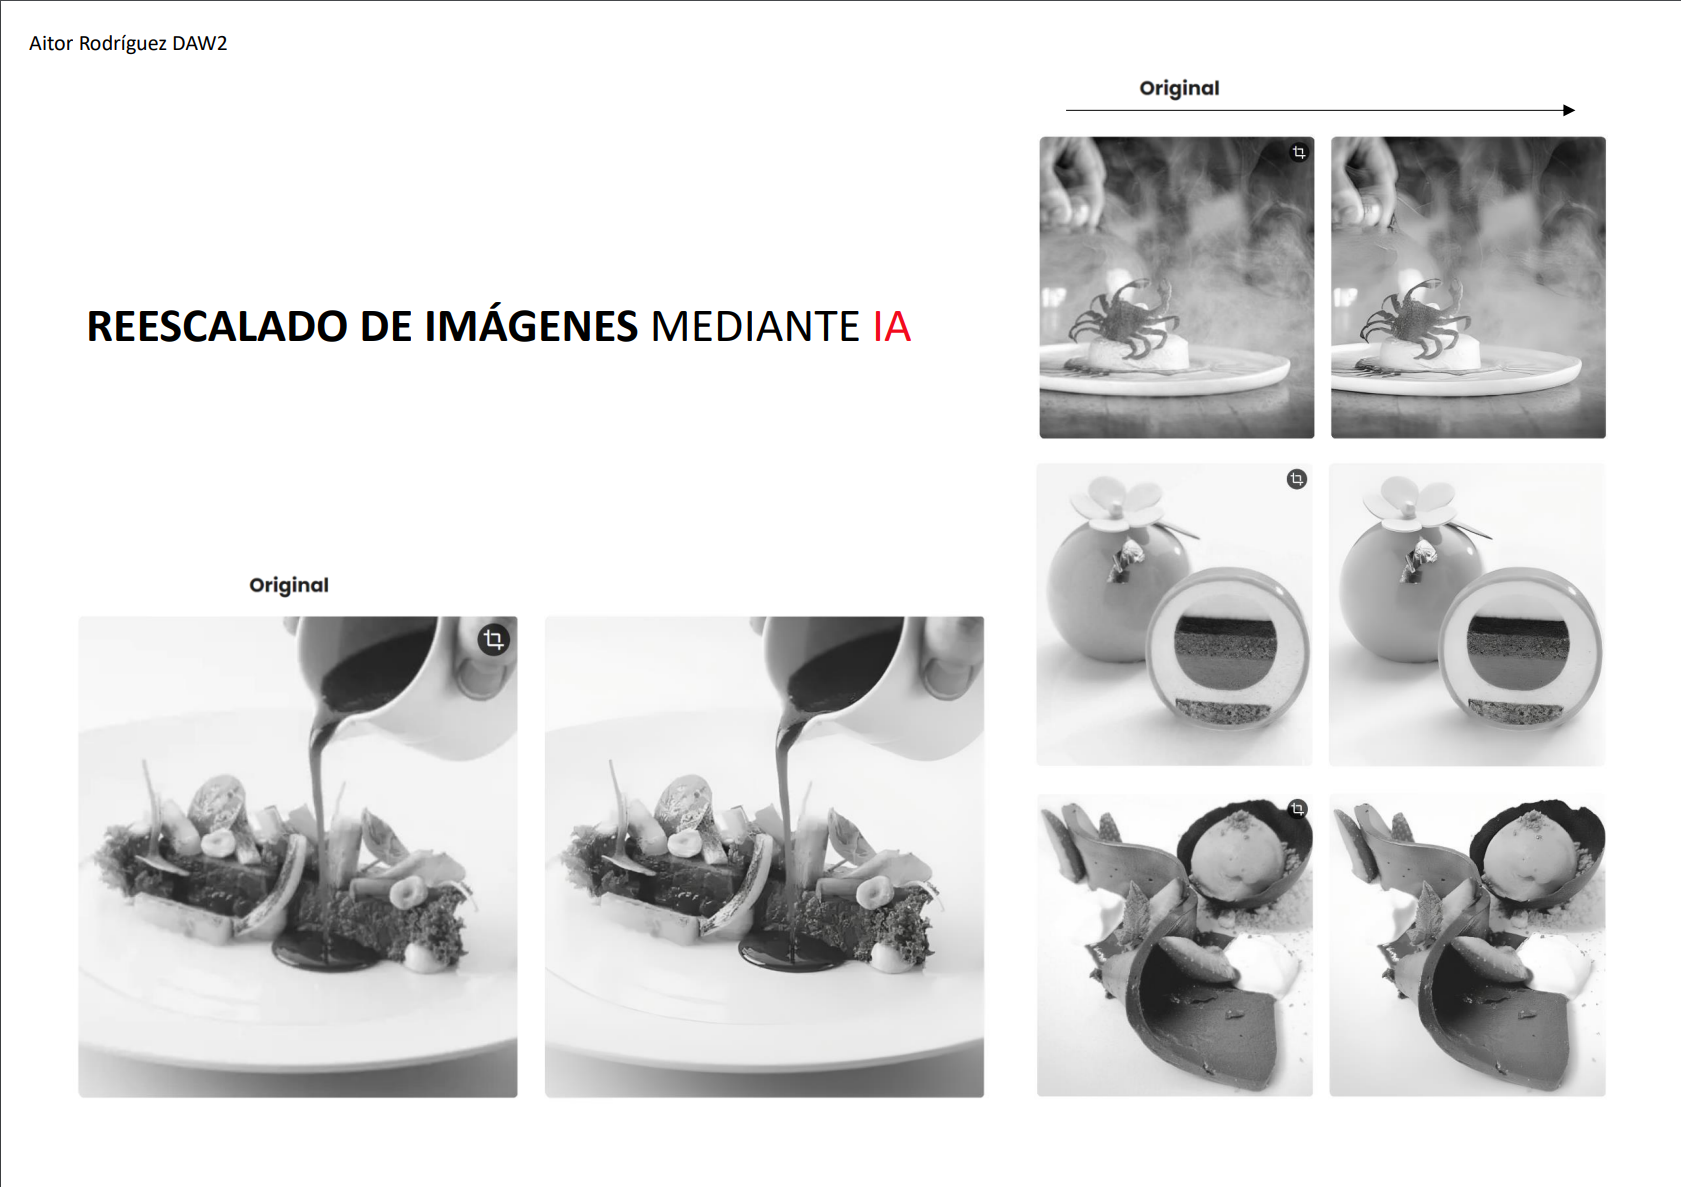 Aitor Rodríguez DAW2
Original
REESCALADO DE IMÁGENES MEDIANTE IA
Original